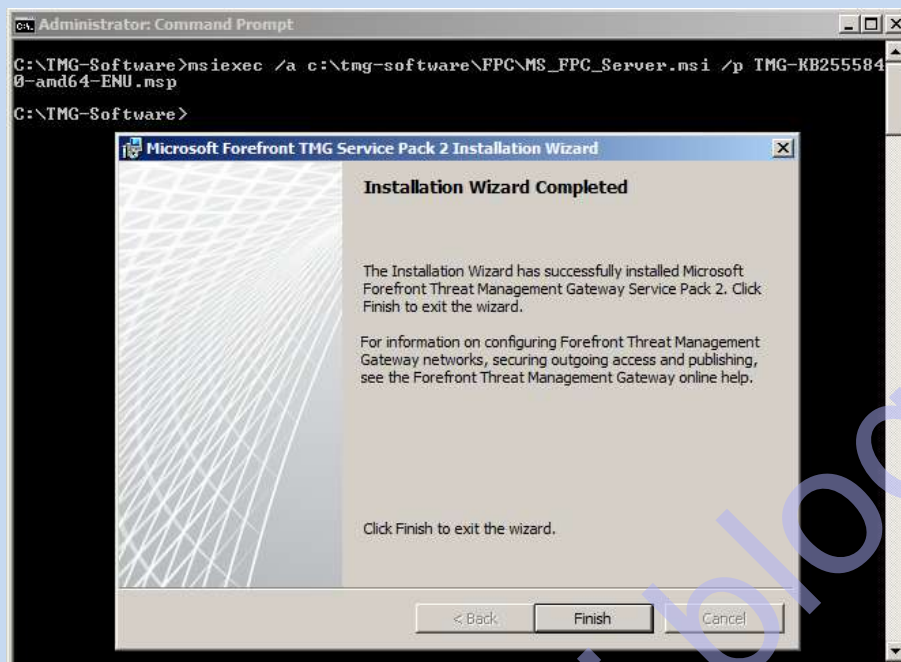 Administrator: Command Prompt
C:\TMG-Software>msiexec /a c:\tmg-software\FPC\MS_FPC_Server.msi /p TMG-KB255584
0-amd64-ENU.msp
C:\TMG-Software>
Microsoft Forefront TMG Service Pack 2 Installation Wizard
Installation Wizard Completed
The Installation Wizard has successfully installed Microsoft
Forefront Threat Management Gateway Service Pack 2. Click
Finish to exit the wizard.
For information on configuring Forefront Threat Management
Gateway networks, securing outgoing access and publishing,
see the Forefront Threat Management Gateway online help.
Click Finish to exit the wizard.
< Back Finish Cancel